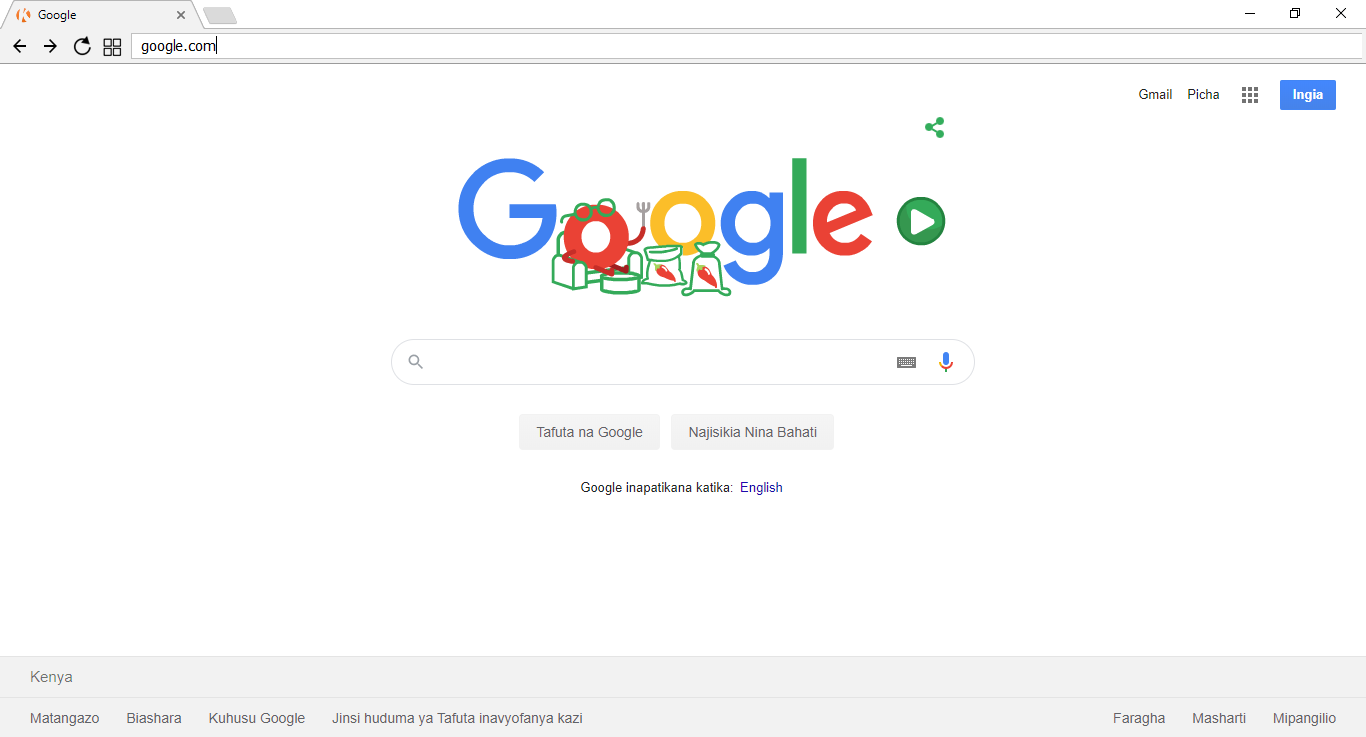 Google
google.com
Gmail Picha Ingia
Google
Tafuta na Google Najisikia Nina Bahati
Google inapatikana katika: English
Kenya
Matangazo Biashara Kuhusu Google Jinsi huduma ya Tafuta inavyofanya kazi Faragha Masharti Mipangilio